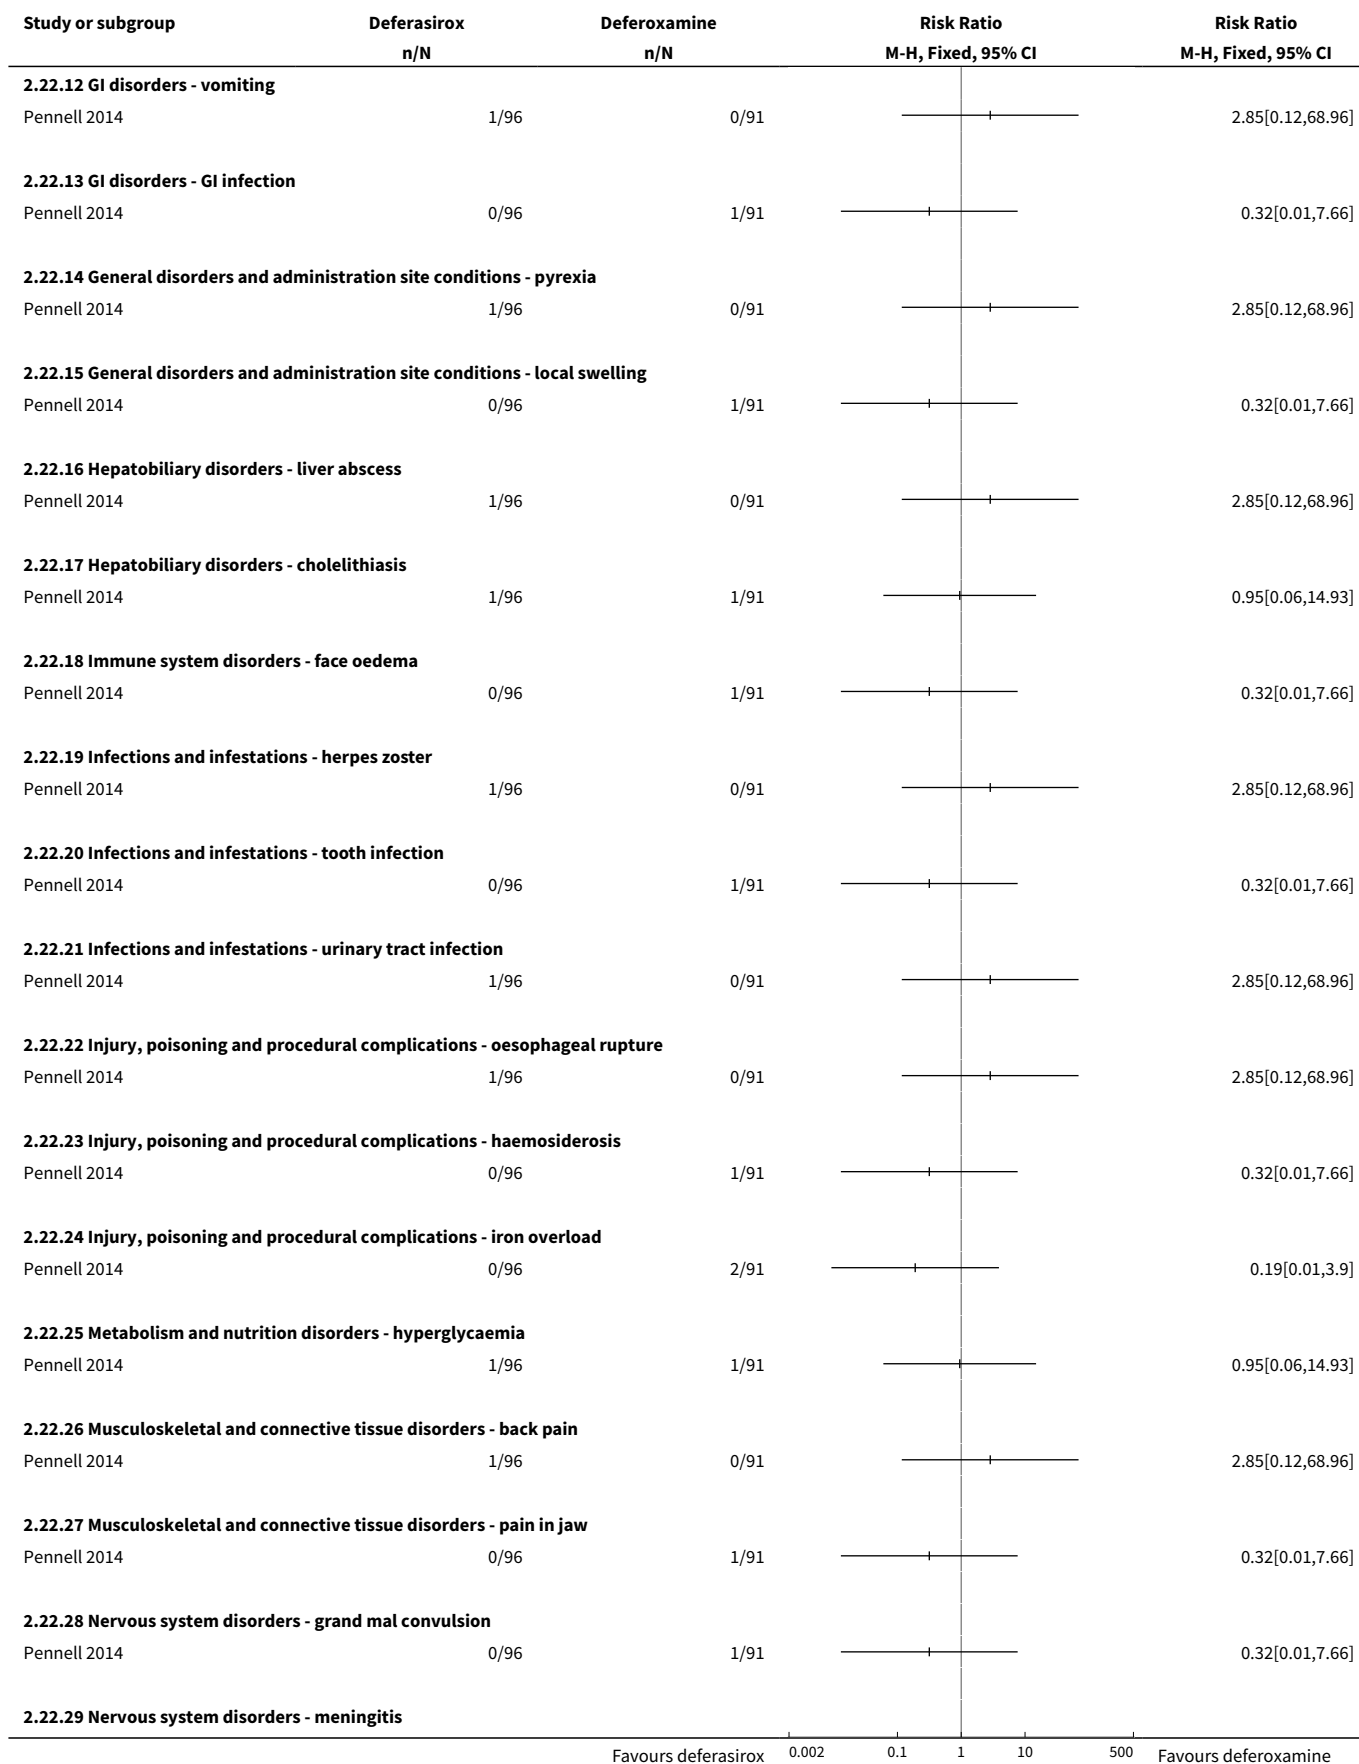 Study or subgroup Deferasirox Deferoxamine Risk Ratio Risk Ratio
n/N n/N M-H, Fixed, 95% CI M-H, Fixed, 95% CI
2.22.12 GI disorders - vomiting
Pennell 2014 1/96 0/91 2.85[0.12,68.96]
2.22.13 GI disorders - GI infection
Pennell 2014 0/96 1/91 0.32[0.01,7.66]
2.22.14 General disorders and administration site conditions - pyrexia
Pennell 2014 1/96 0/91 2.85[0.12,68.96]
2.22.15 General disorders and administration site conditions - local swelling
Pennell 2014 0/96 1/91 0.32[0.01,7.66]
2.22.16 Hepatobiliary disorders - liver abscess
Pennell 2014 1/96 0/91 2.85[0.12,68.96]
2.22.17 Hepatobiliary disorders - cholelithiasis
Pennell 2014 1/96 1/91 0.95[0.06,14.93]
2.22.18 Immune system disorders - face oedema
Pennell 2014 0/96 1/91 0.32[0.01,7.66]
2.22.19 Infections and infestations - herpes zoster
Pennell 2014 1/96 0/91 2.85[0.12,68.96]
2.22.20 Infections and infestations - tooth infection
Pennell 2014 0/96 1/91 0.32[0.01,7.66]
2.22.21 Infections and infestations - urinary tract infection
Pennell 2014 1/96 0/91 2.85[0.12,68.96]
2.22.22 Injury, poisoning and procedural complications - oesophageal rupture
Pennell 2014 1/96 0/91 2.85[0.12,68.96]
2.22.23 Injury, poisoning and procedural complications - haemosiderosis
Pennell 2014 0/96 1/91 0.32[0.01,7.66]
2.22.24 Injury, poisoning and procedural complications - iron overload
Pennell 2014 0/96 2/91 0.19[0.01,3.9]
2.22.25 Metabolism and nutrition disorders - hyperglycaemia
Pennell 2014 1/96 1/91 0.95[0.06,14.93]
2.22.26 Musculoskeletal and connective tissue disorders - back pain
Pennell 2014 1/96 0/91 2.85[0.12,68.96]
2.22.27 Musculoskeletal and connective tissue disorders - pain in jaw
Pennell 2014 0/96 1/91 0.32[0.01,7.66]
2.22.28 Nervous system disorders - grand mal convulsion
Pennell 2014 0/96 1/91 0.32[0.01,7.66]
2.22.29 Nervous system disorders - meningitis
Favours deferasirox 0.002 0.1 1 10 500 Favours deferoxamine